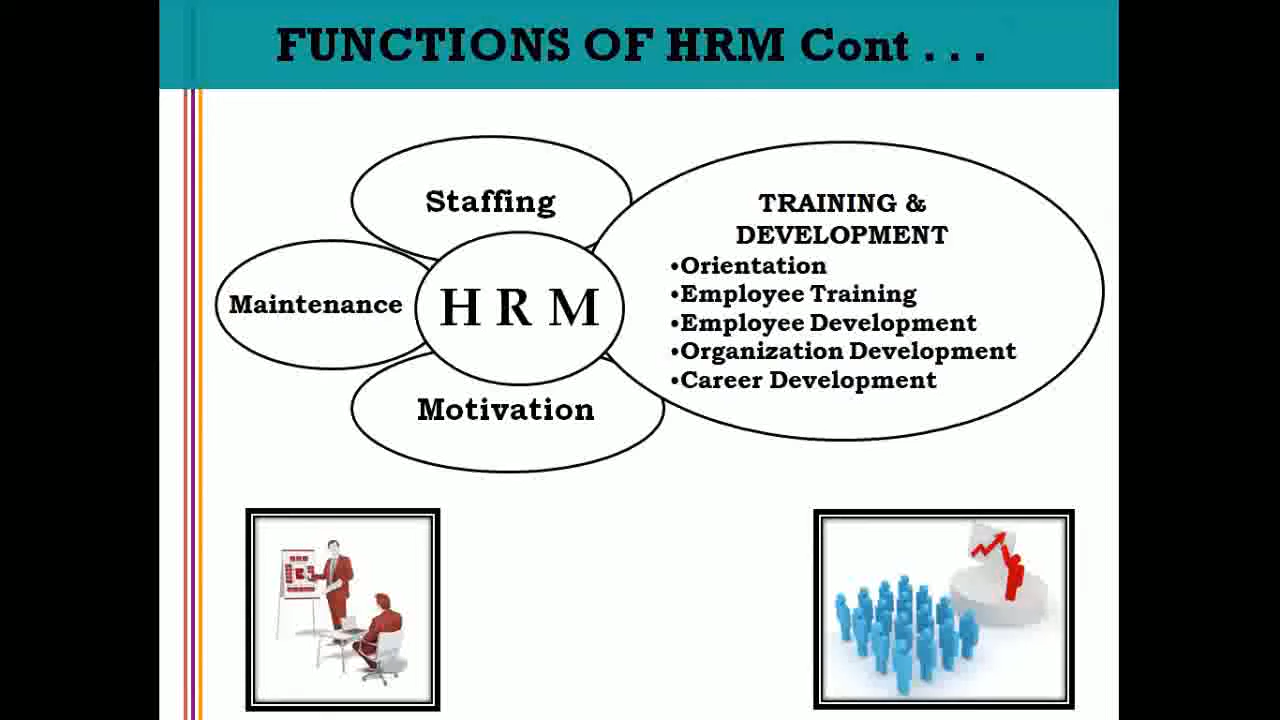 FUNCTIONS OF HRM Cont . . .
Staffing
Maintenance
H R M
Motivation
TRAINING &
DEVELOPMENT
•Orientation
•Employee Training
•Employee Development
•Organization Development
•Career Development